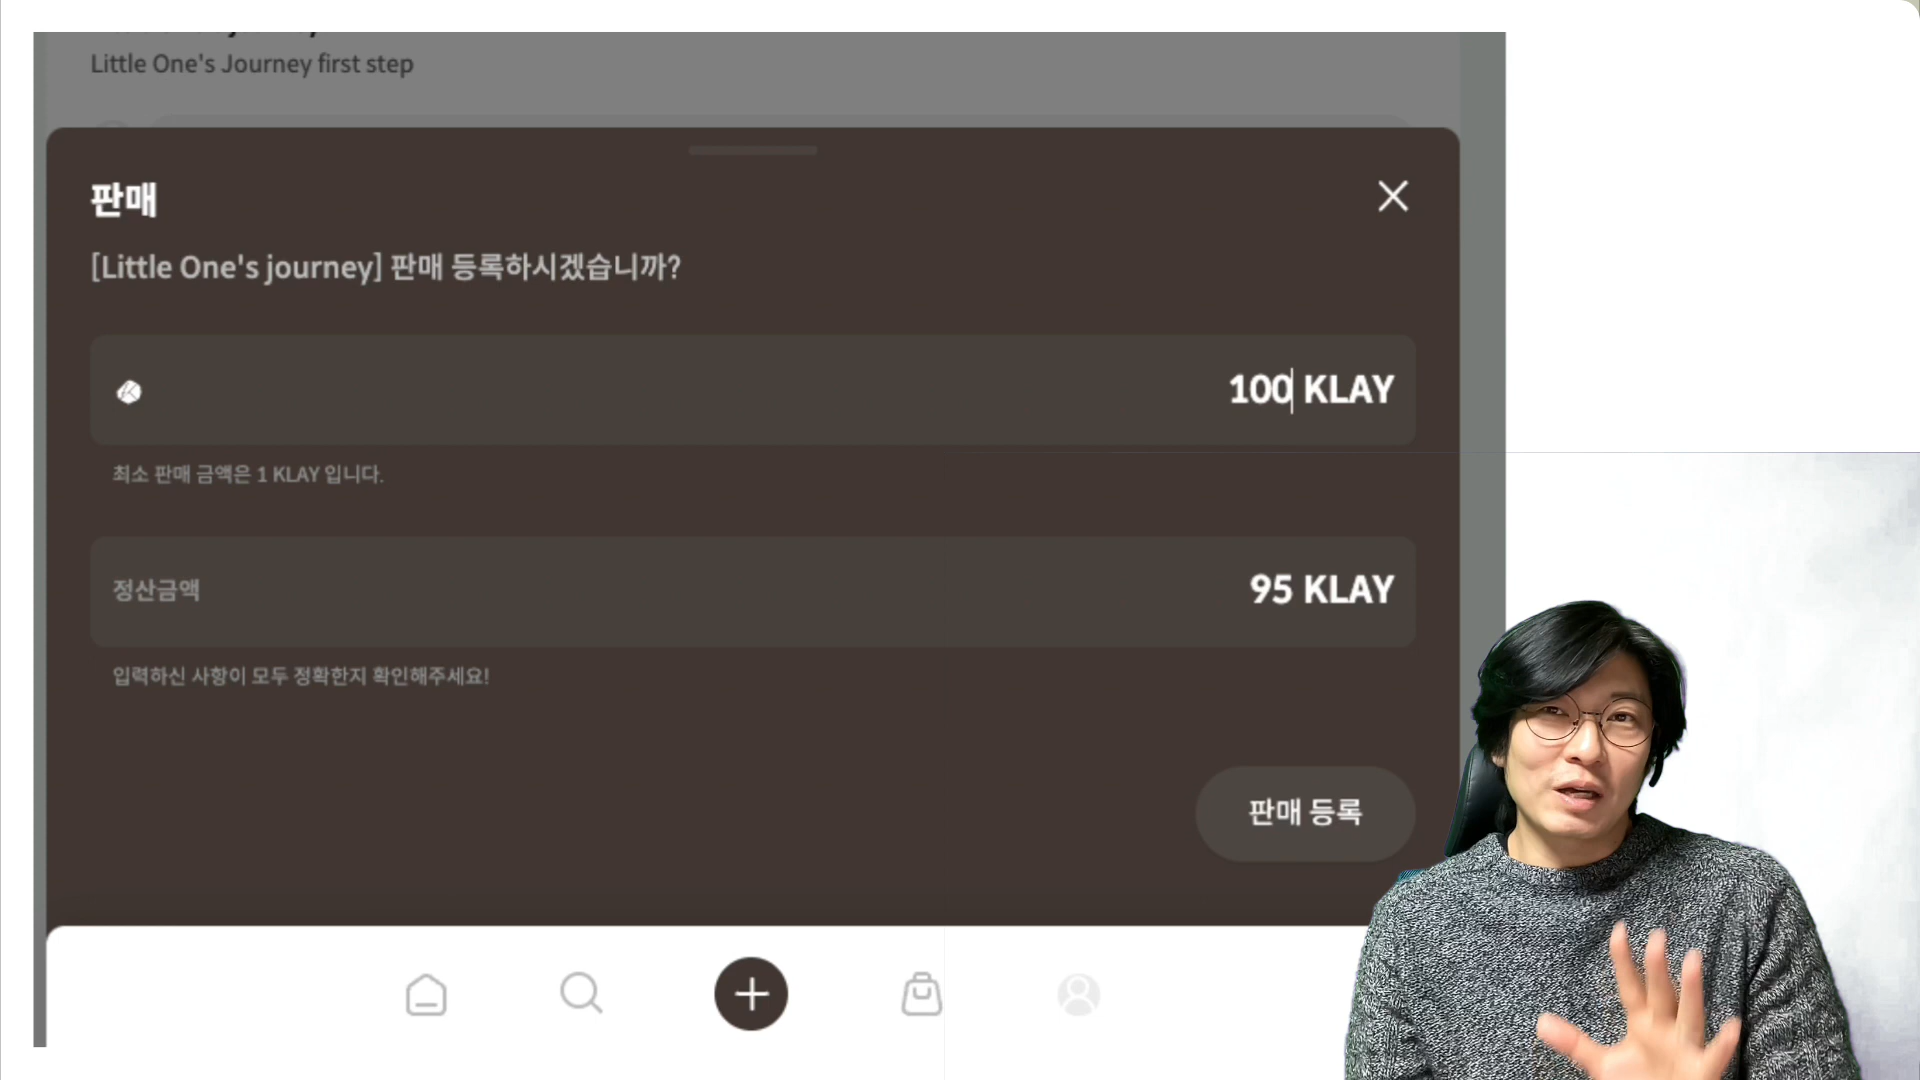 Little One's Journey first step
판매
[Little One's journey] 판매 등록하시겠습니까?
100 KLAY
최소 판매 금액은 1 KLAY 입니다.
정산금액
95 KLAY
입력하신 사항이 모두 정확한지 확인해주세요!
판매 등록